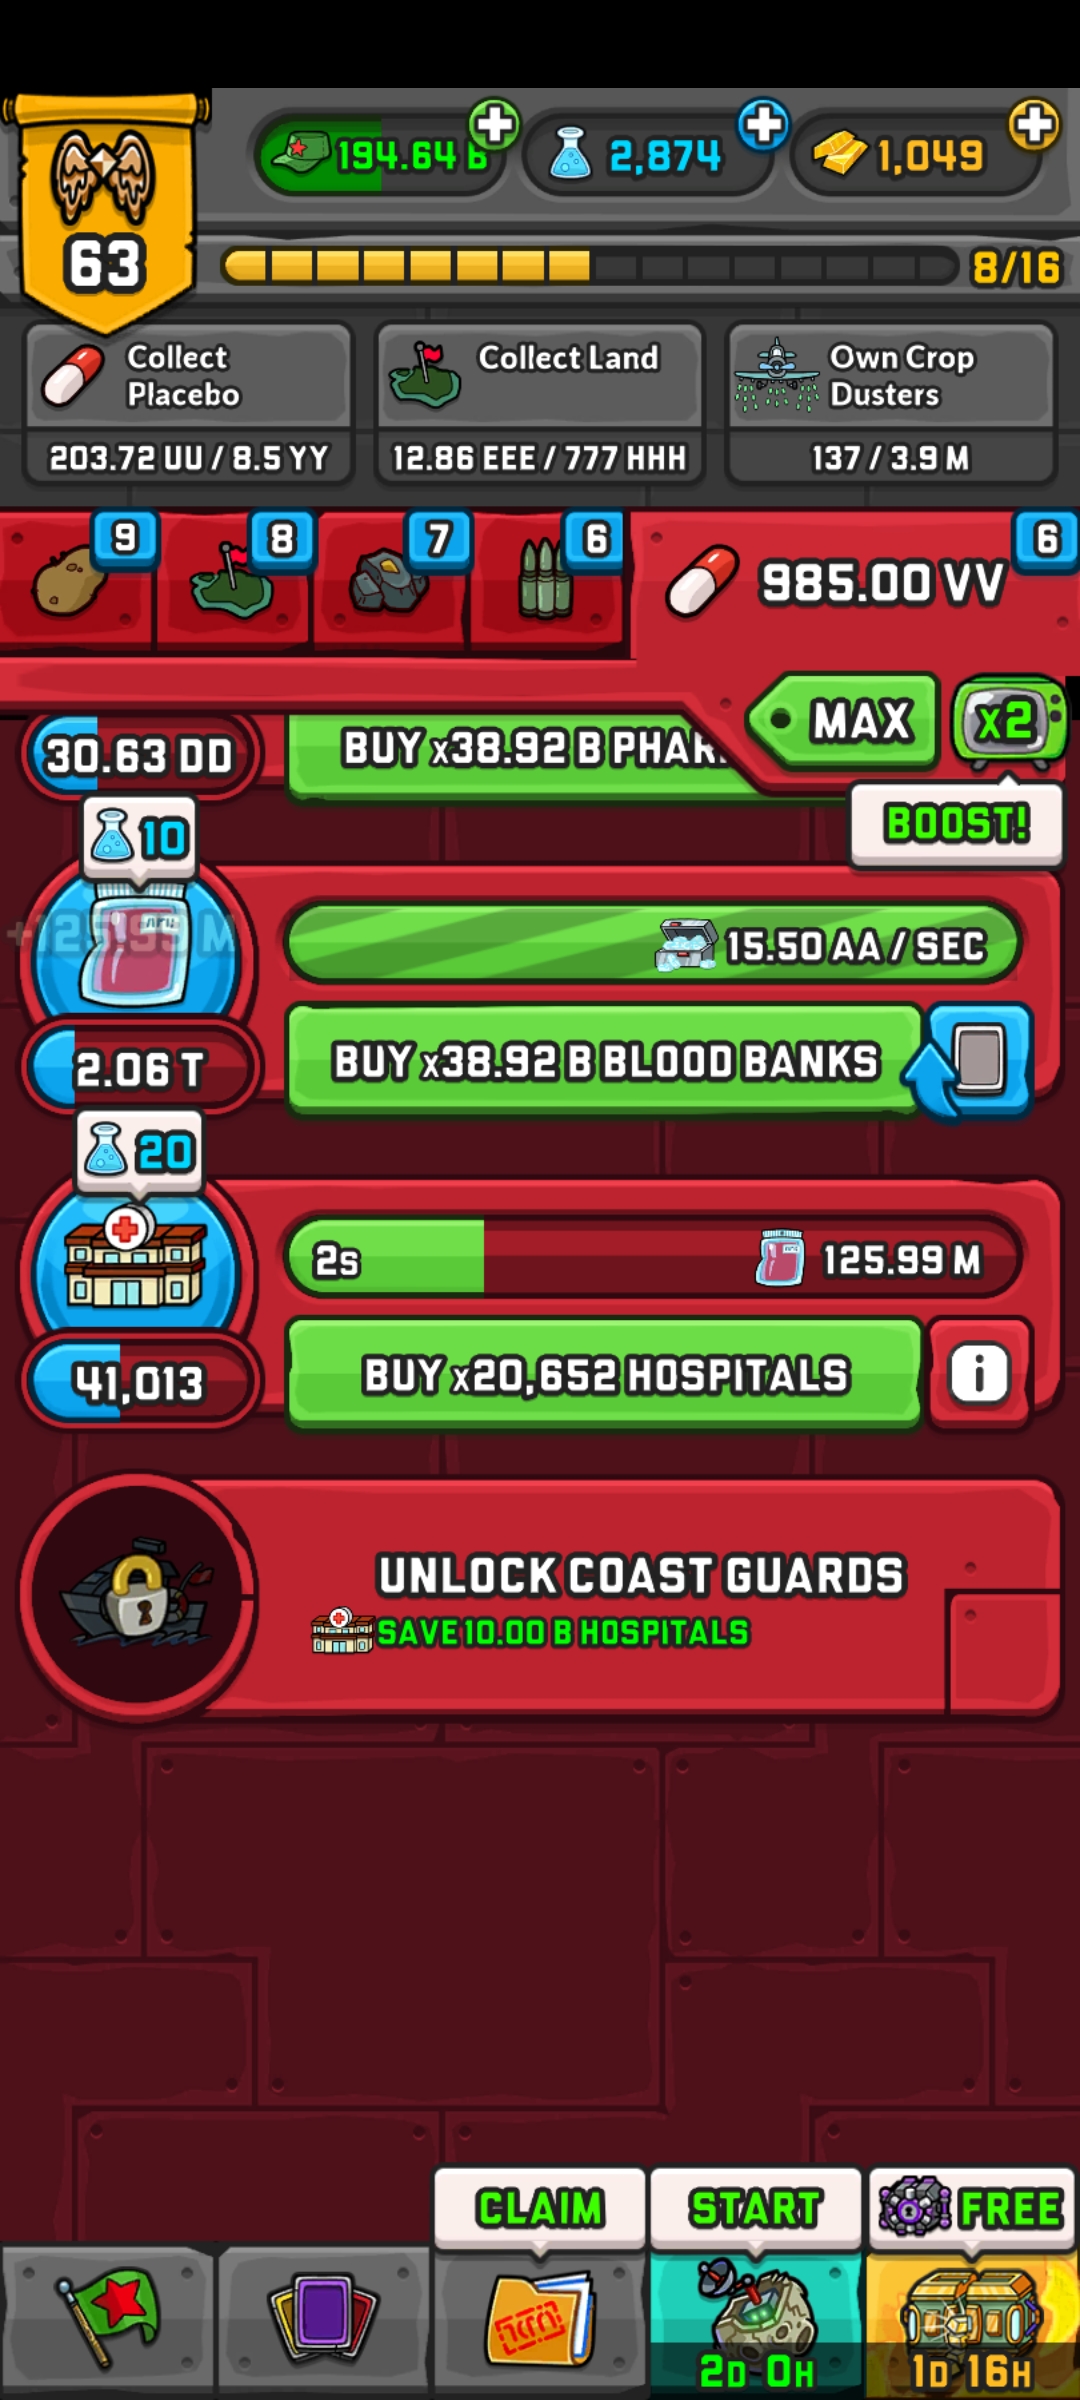 194.64 B
2,874
1,049
63
8/16
Collect
Placebo
203.72 UU / 8.5 YY
Collect Land
12.86 EEE / 777 HHH
Own Crop
Dusters
137 / 3.9 M
9
8
7
6
985.00 VV
6
MAX
x2
BOOST!
30.63 DD
BUY x38.92 B PHAR
10
+125.99 M
15.50 AA / SEC
2.06 T
BUY x38.92 B BLOOD BANKS
20
2s
125.99 M
41,013
BUY x20,652 HOSPITALS
i
UNLOCK COAST GUARDS
SAVE 10.00 B HOSPITALS
CLAIM
START
FREE
2D 0H
1D 16H